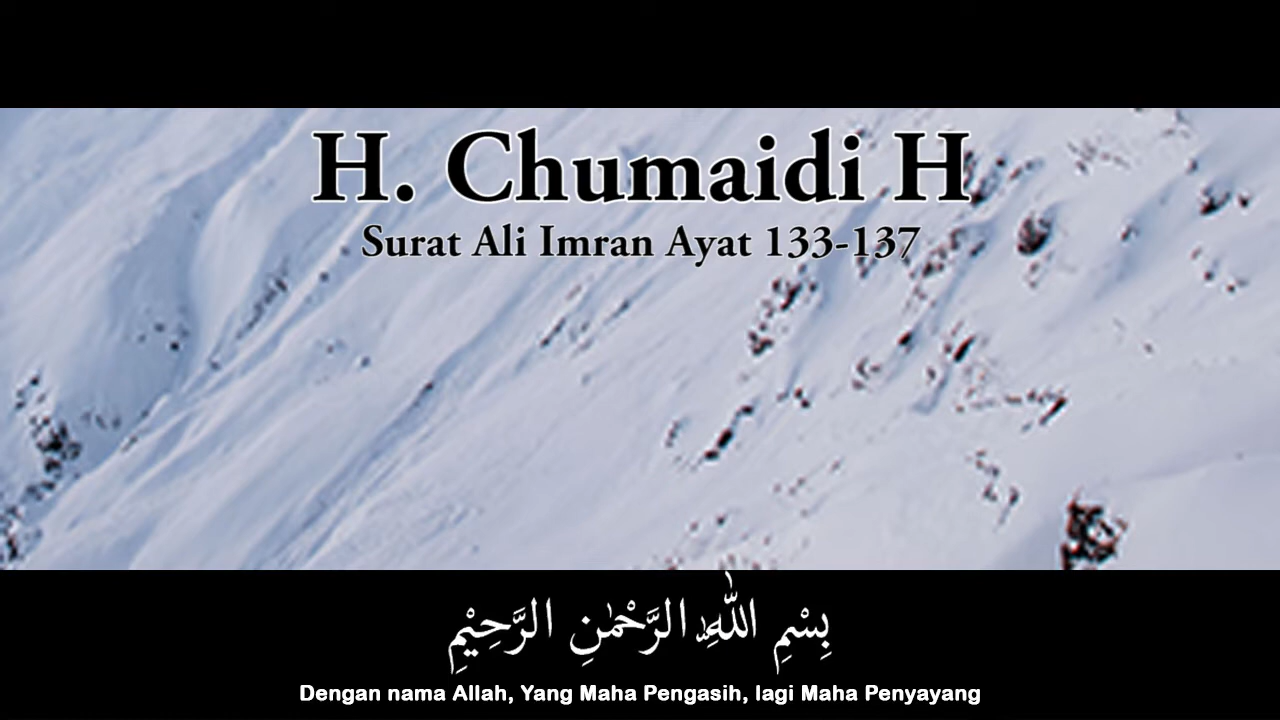 H. Chumaidi H
Surat Ali Imran Ayat 133-137
بِسْمِ اللّٰهِ الرَّحْمٰنِ الرَّحِيْمِ
Dengan nama Allah, Yang Maha Pengasih, lagi Maha Penyayang